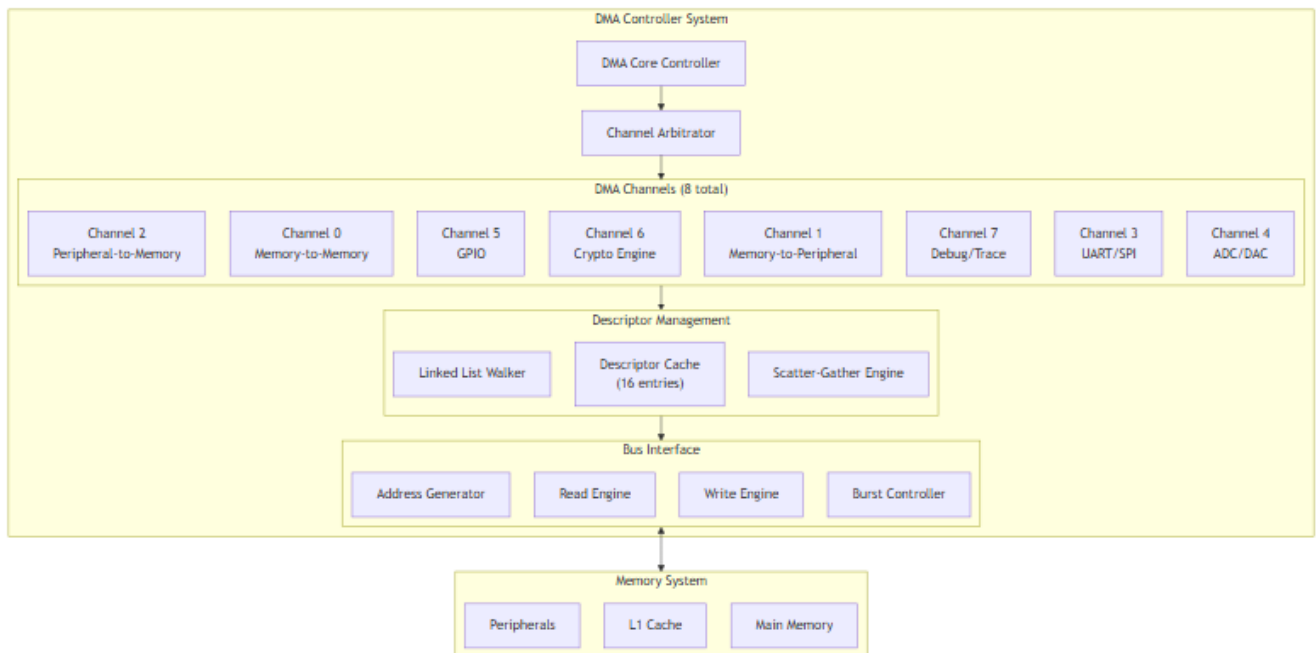 DMA Controller System
DMA Core Controller
Channel Arbitrator
DMA Channels (8 total)
Channel 2
Peripheral-to-Memory
Channel 0
Memory-to-Memory
Channel 5
GPIO
Channel 6
Crypto Engine
Channel 1
Memory-to-Peripheral
Channel 7
Debug/Trace
Channel 3
UART/SPI
Channel 4
ADC/DAC
Descriptor Management
Linked List Walker
Descriptor Cache
(16 entries)
Scatter-Gather Engine
Bus Interface
Address Generator
Read Engine
Write Engine
Burst Controller
Memory System
Peripherals
L1 Cache
Main Memory